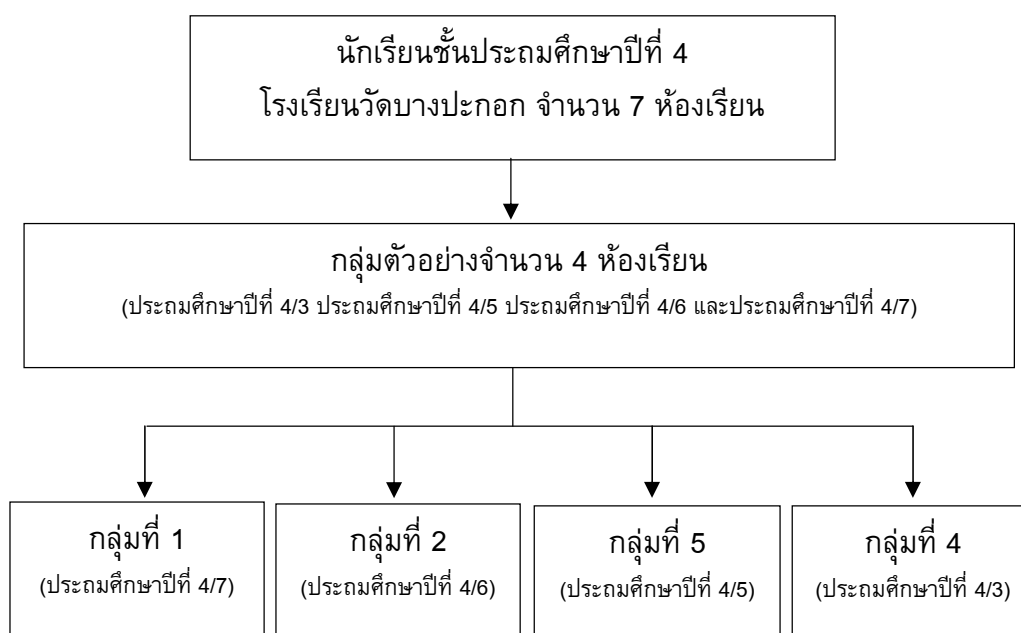 นักเรียนชั้นประถมศึกษาปีที่ 4
โรงเรียนวัดบางปะกอก จำนวน 7 ห้องเรียน
กลุ่มตัวอย่างจำนวน 4 ห้องเรียน
(ประถมศึกษาปีที่ 4/3 ประถมศึกษาปีที่ 4/5 ประถมศึกษาปีที่ 4/6 และประถมศึกษาปีที่ 4/7)
กลุ่มที่ 1
(ประถมศึกษาปีที่ 4/7)
กลุ่มที่ 2
(ประถมศึกษาปีที่ 4/6)
กลุ่มที่ 5
(ประถมศึกษาปีที่ 4/5)
กลุ่มที่ 4
(ประถมศึกษาปีที่ 4/3)